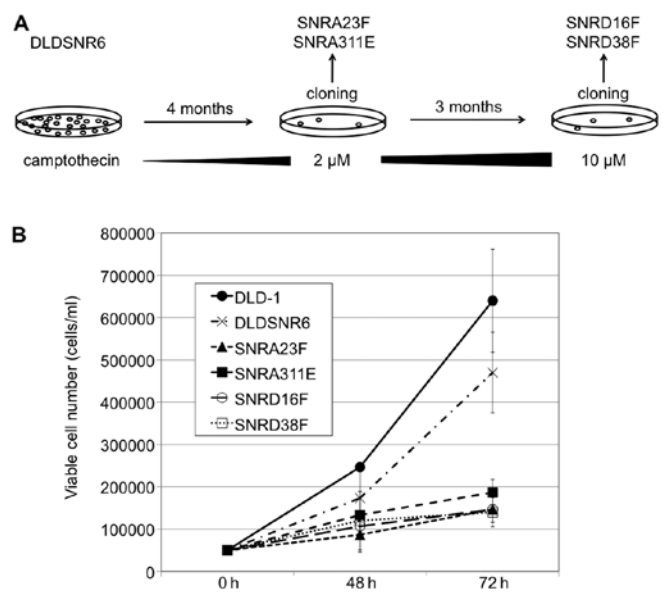 A
DLDSNR6
SNRA23F
SNRA311E
SNRD16F
SNRD38F
cloning
cloning
4 months
3 months
camptothecin
2 µM
10 µM
B
Viable cell number (cells/ml)
800000
700000
600000
500000
400000
300000
200000
100000
0
DLD-1
DLDSNR6
SNRA23F
SNRA311E
SNRD16F
SNRD38F
0 h
48 h
72 h